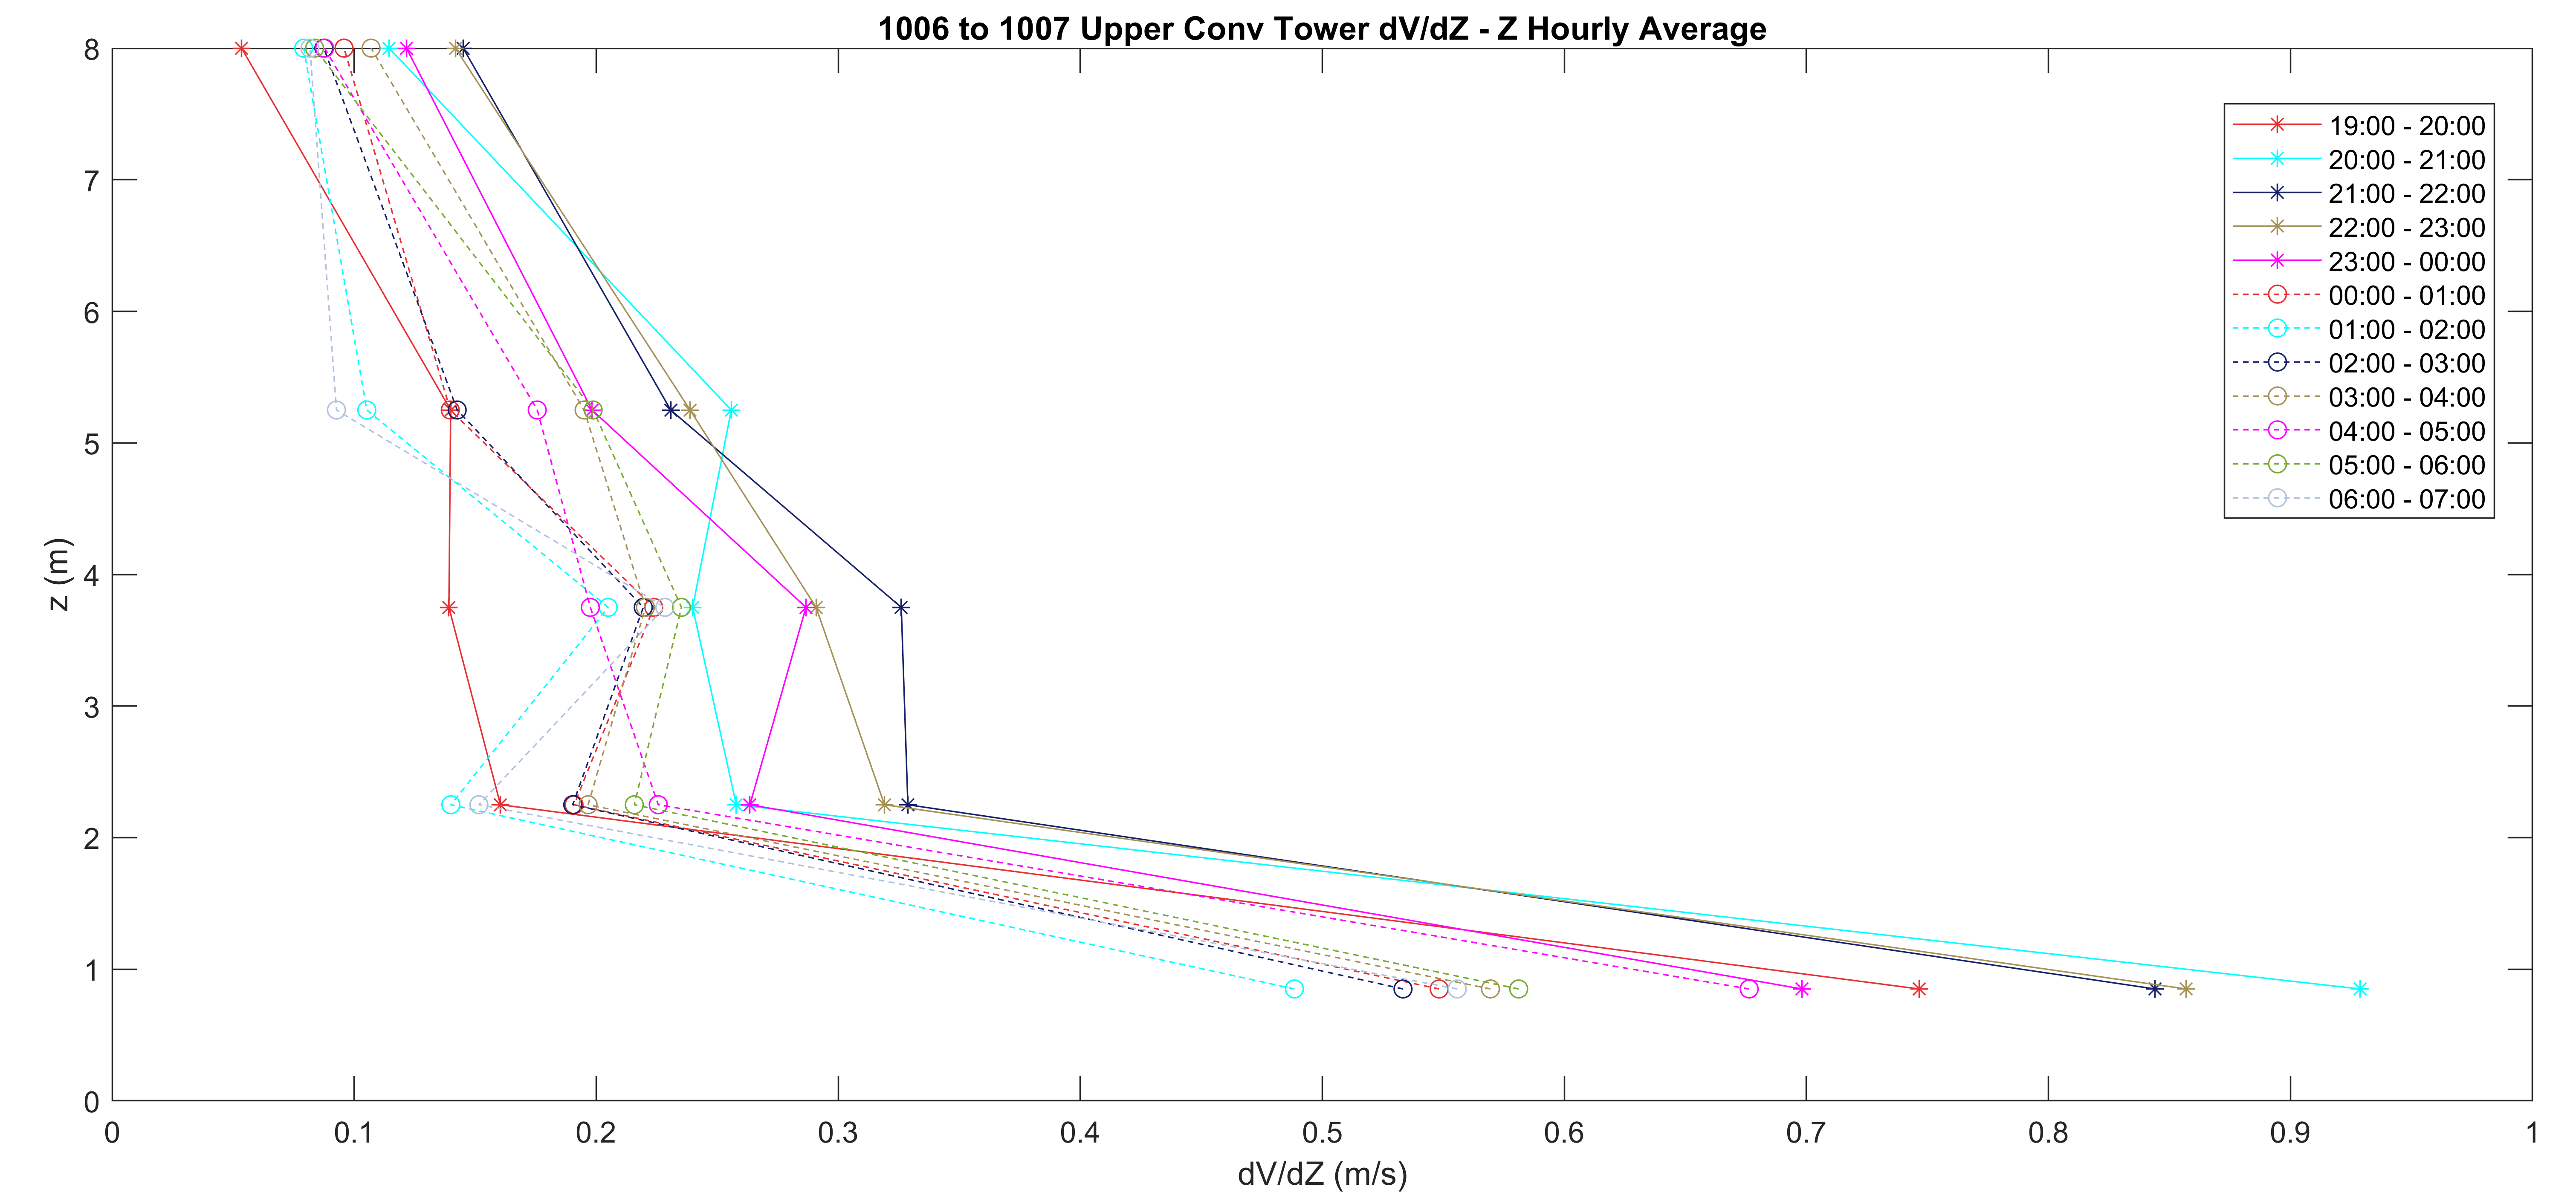 1006 to 1007 Upper Conv Tower dV/dZ - Z Hourly Average
8
7
6
5
4
3
2
1
0
z (m)
19:00 - 20:00
20:00 - 21:00
21:00 - 22:00
22:00 - 23:00
23:00 - 00:00
00:00 - 01:00
01:00 - 02:00
02:00 - 03:00
03:00 - 04:00
04:00 - 05:00
05:00 - 06:00
06:00 - 07:00
0 0.1 0.2 0.3 0.4 0.5 0.6 0.7 0.8 0.9 1
dV/dZ (m/s)